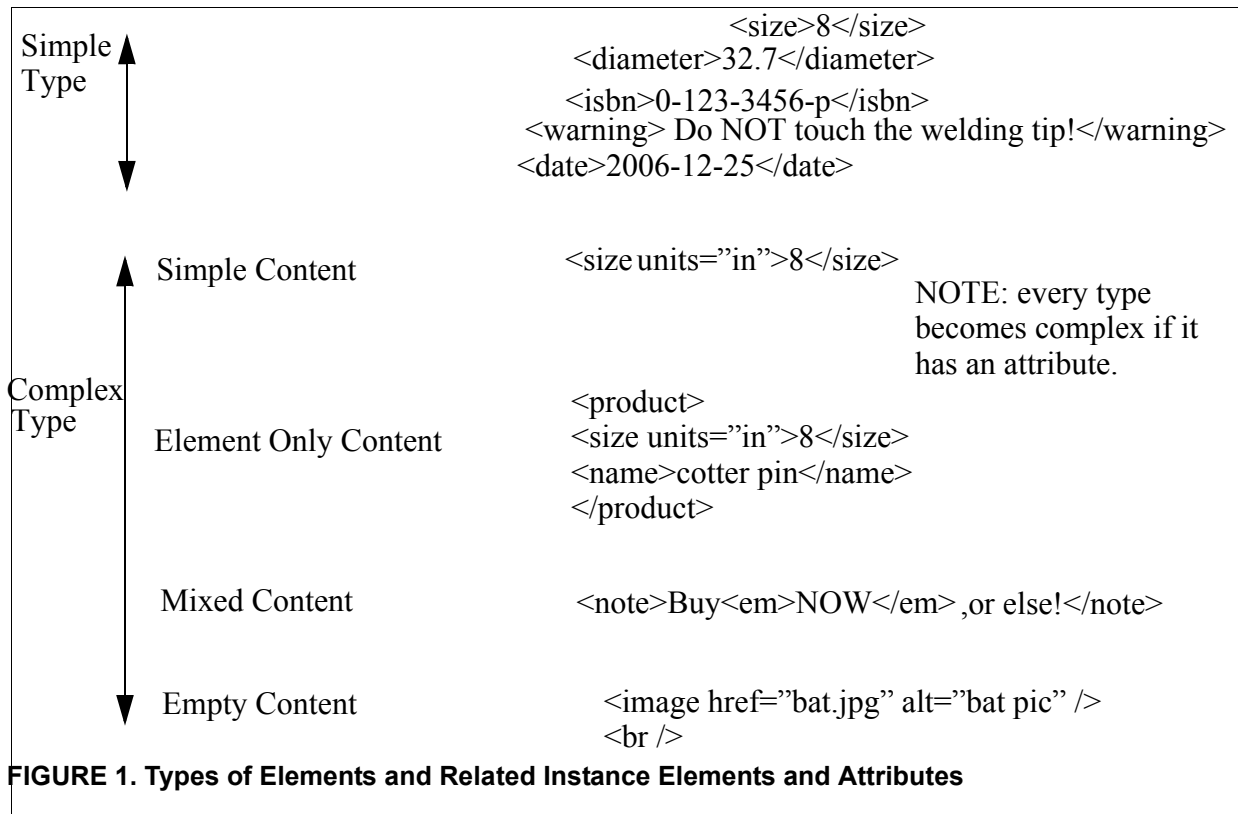 Simple
Type
<size>8</size>
<diameter>32.7</diameter>
<isbn>0-123-3456-p</isbn>
<warning> Do NOT touch the welding tip!</warning>
<date>2006-12-25</date>
Complex
Type
Simple Content
<size units=”in”>8</size>
NOTE: every type
becomes complex if it
has an attribute.
Element Only Content
<product>
<size units=”in”>8</size>
<name>cotter pin</name>
</product>
Mixed Content
<note>Buy<em>NOW</em> ,or else!</note>
Empty Content
<image href=”bat.jpg” alt=”bat pic” />
<br />
FIGURE 1. Types of Elements and Related Instance Elements and Attributes